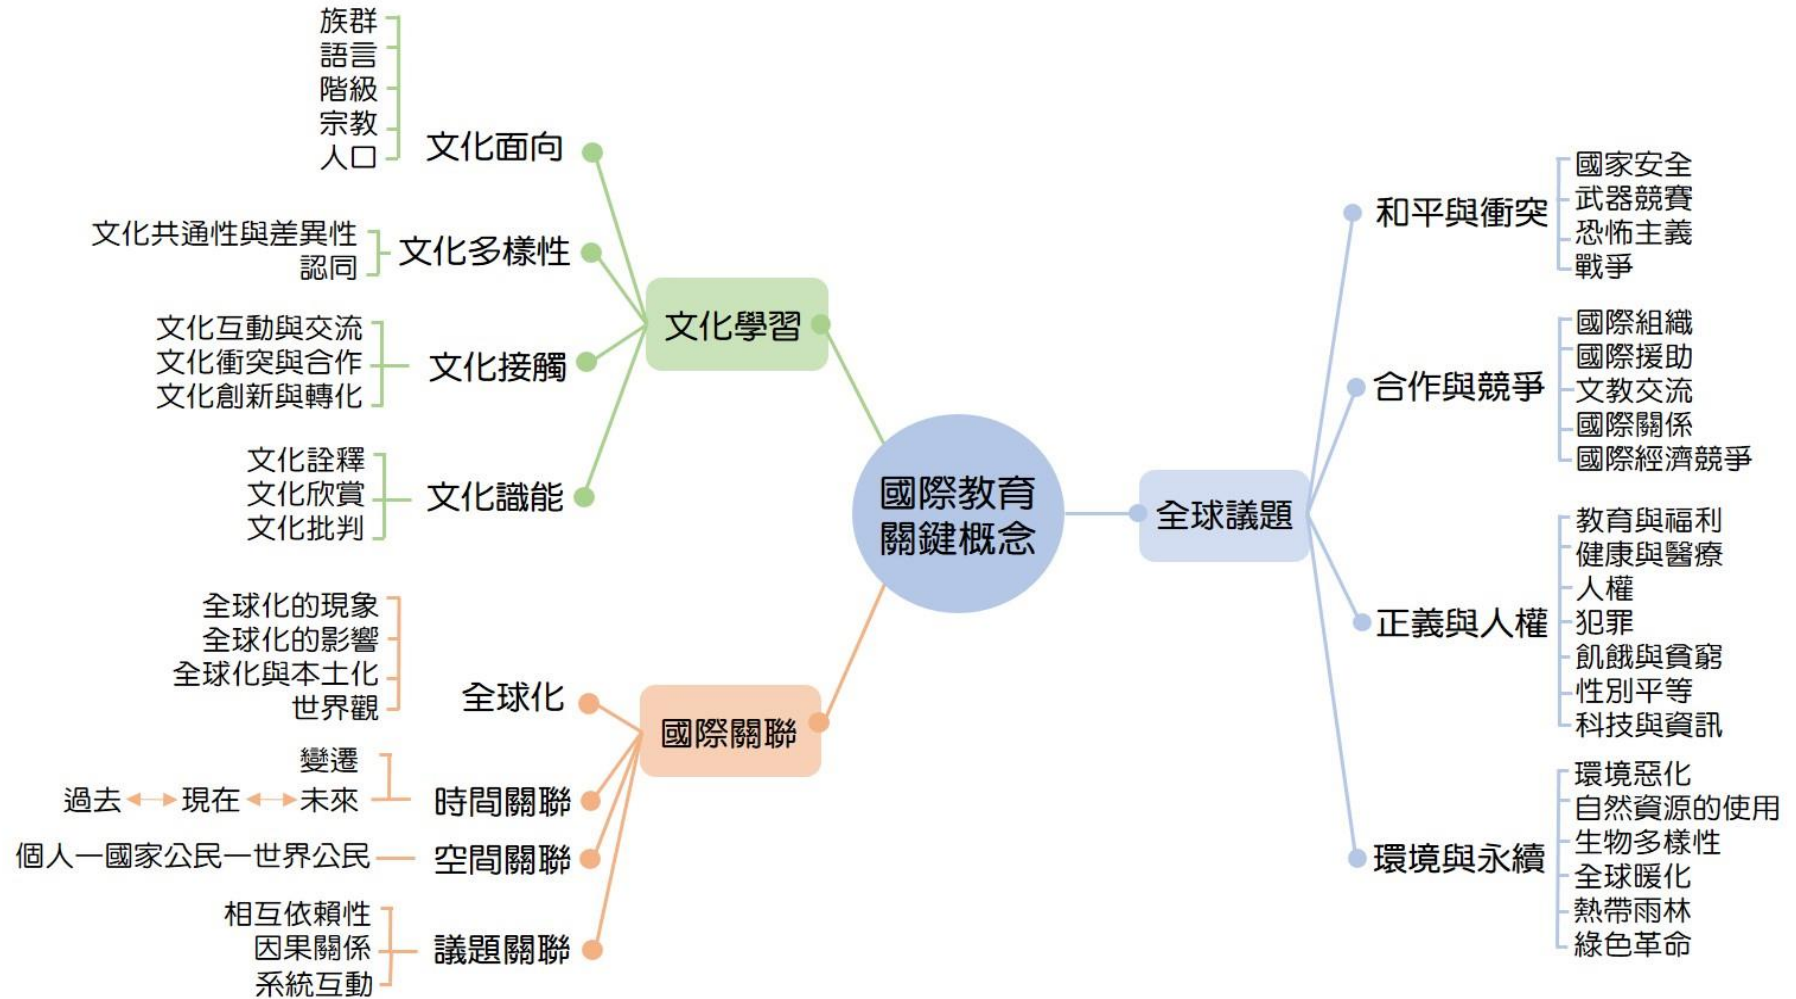 國際教育
關鍵概念
文化學習
文化面向
族群
語言
階級
宗教
人口
文化多樣性
文化共通性與差異性
認同
文化接觸
文化互動與交流
文化衝突與合作
文化創新與轉化
文化識能
文化詮釋
文化欣賞
文化批判
國際關聯
全球化
全球化的現象
全球化的影響
全球化與本土化
世界觀
時間關聯
變遷
過去 現在 未來
空間關聯
個人—國家公民—世界公民
議題關聯
相互依賴性
因果關係
系統互動
全球議題
和平與衝突
國家安全
武器競賽
恐怖主義
戰爭
合作與競爭
國際組織
國際援助
文教交流
國際關係
國際經濟競爭
正義與人權
教育與福利
健康與醫療
人權
犯罪
飢餓與貧窮
性別平等
科技與資訊
環境與永續
環境惡化
自然資源的使用
生物多樣性
全球暖化
熱帶雨林
綠色革命